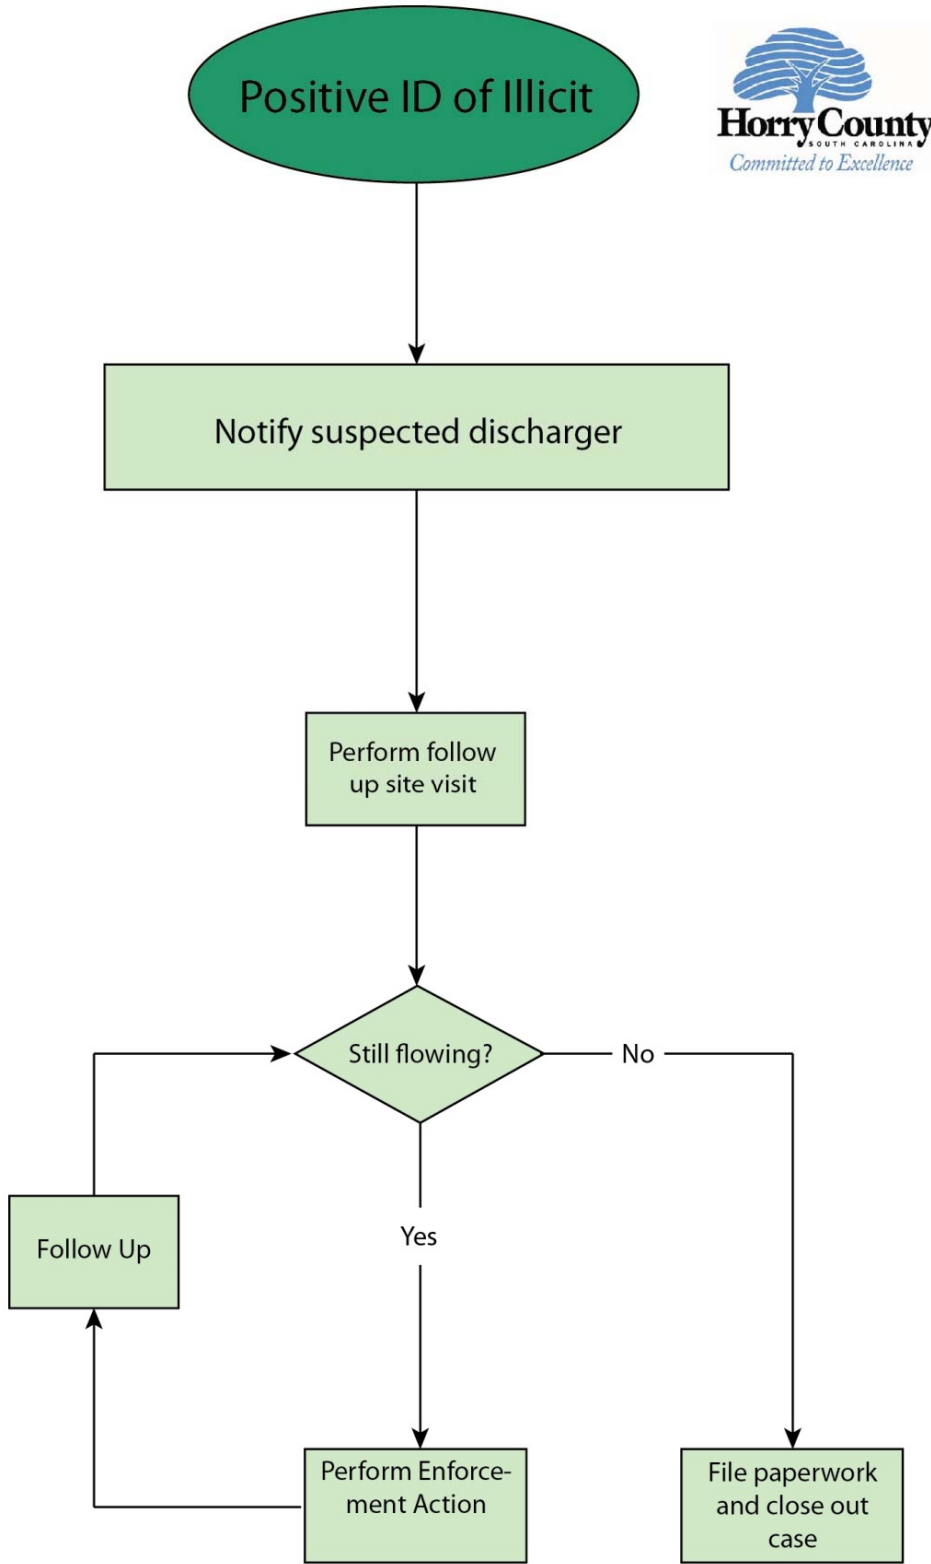 Positive ID of Illicit
Horry County
SOUTH CAROLINA
Committed to Excellence
Notify suspected discharger
Perform follow
up site visit
Still flowing?
No
Yes
Follow Up
Perform Enforce-
ment Action
File paperwork
and close out
case